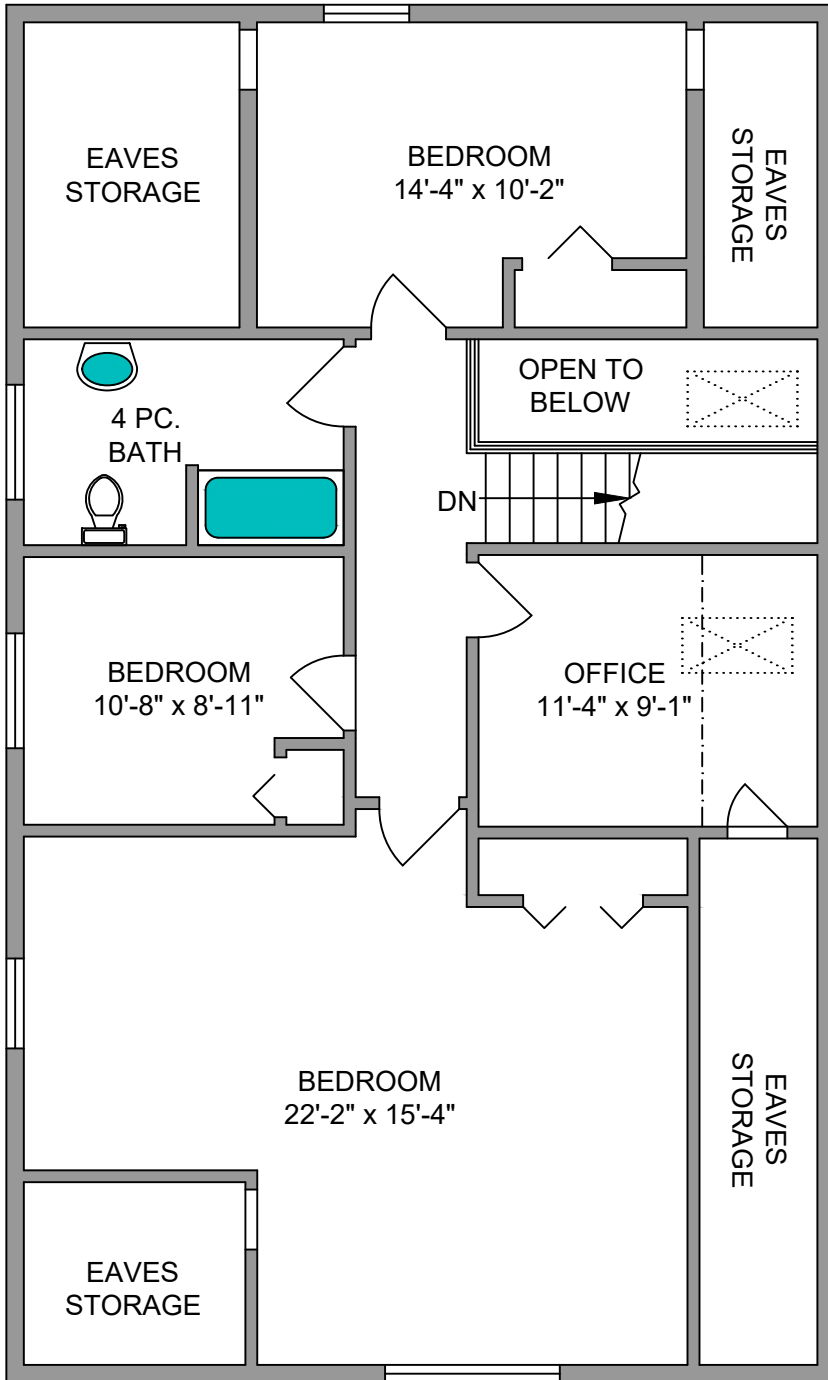 EAVES
STORAGE
BEDROOM
14'-4" x 10'-2"
EAVES
STORAGE
OPEN TO
BELOW
4 PC.
BATH
DN
BEDROOM
10'-8" x 8'-11"
OFFICE
11'-4" x 9'-1"
BEDROOM
22'-2" x 15'-4"
EAVES
STORAGE
EAVES
STORAGE